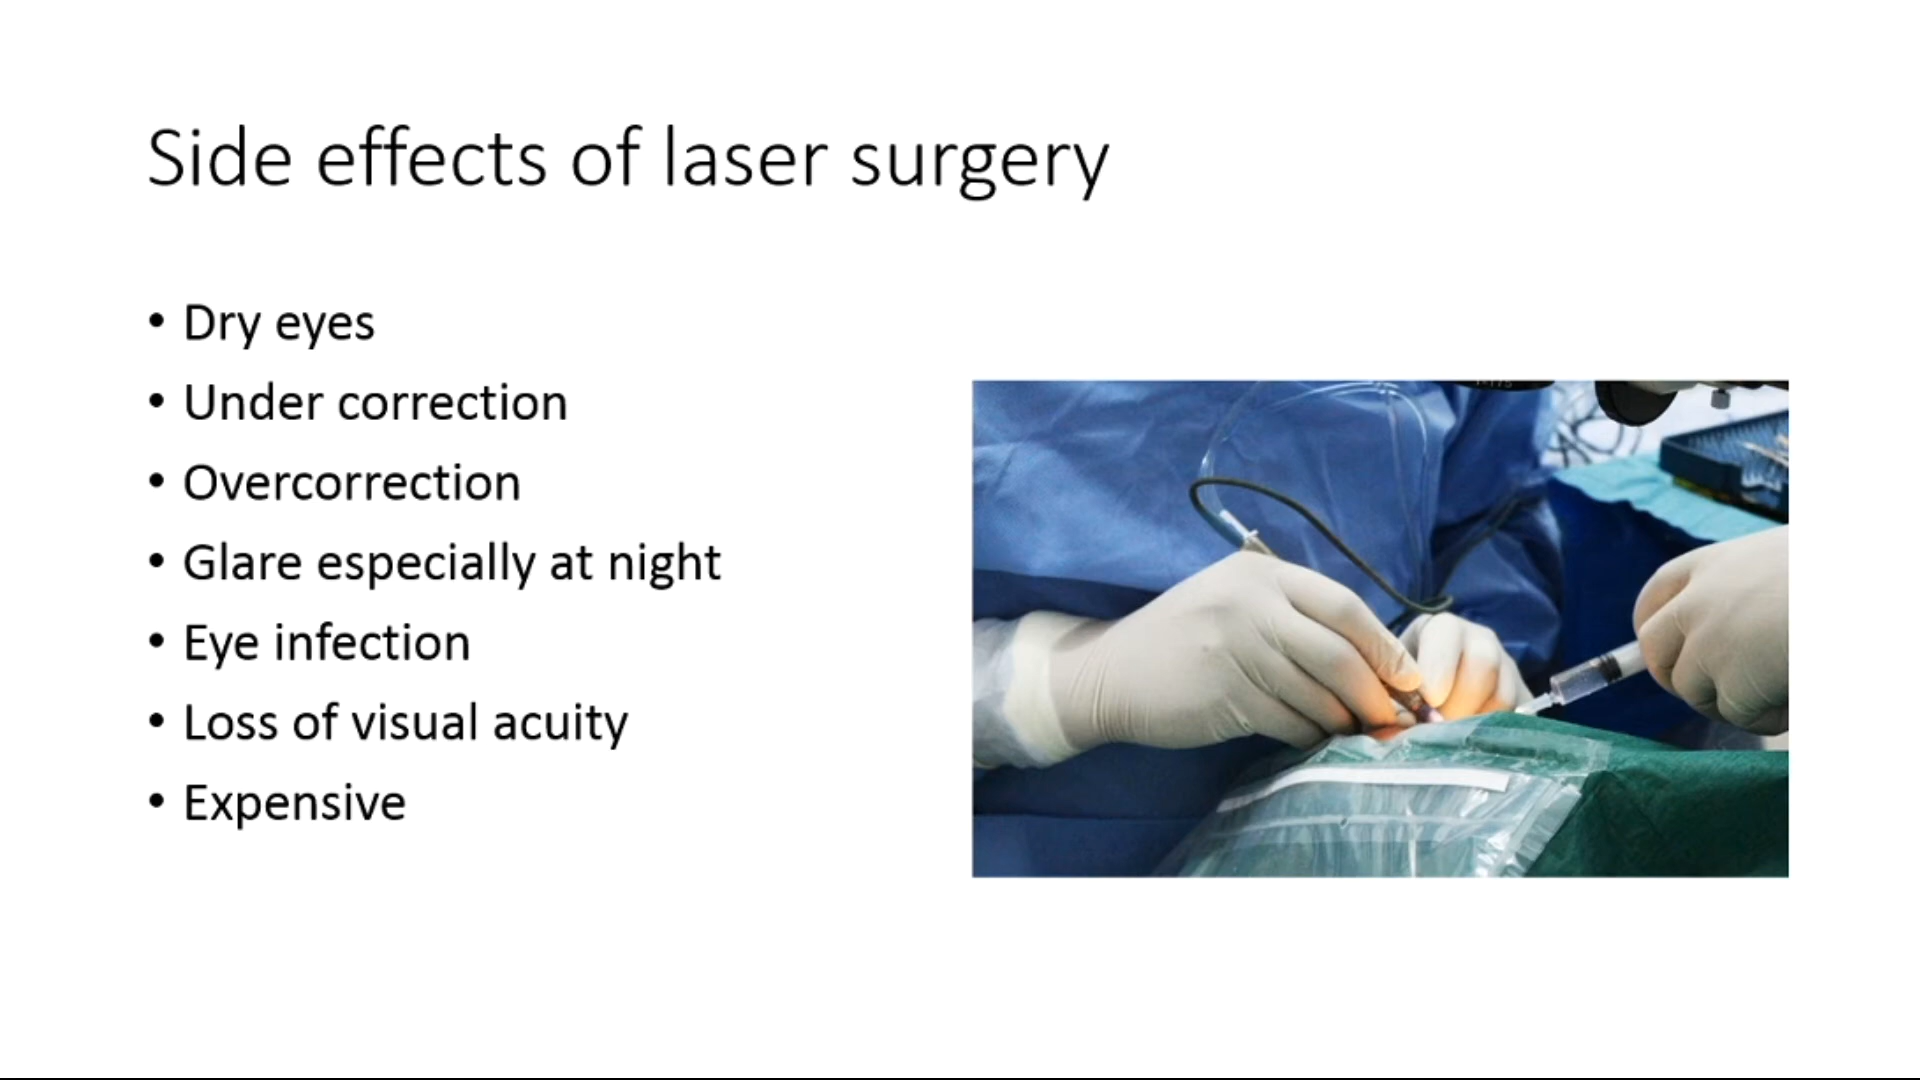 Side effects of laser surgery
• Dry eyes
• Under correction
• Overcorrection
• Glare especially at night
• Eye infection
• Loss of visual acuity
• Expensive